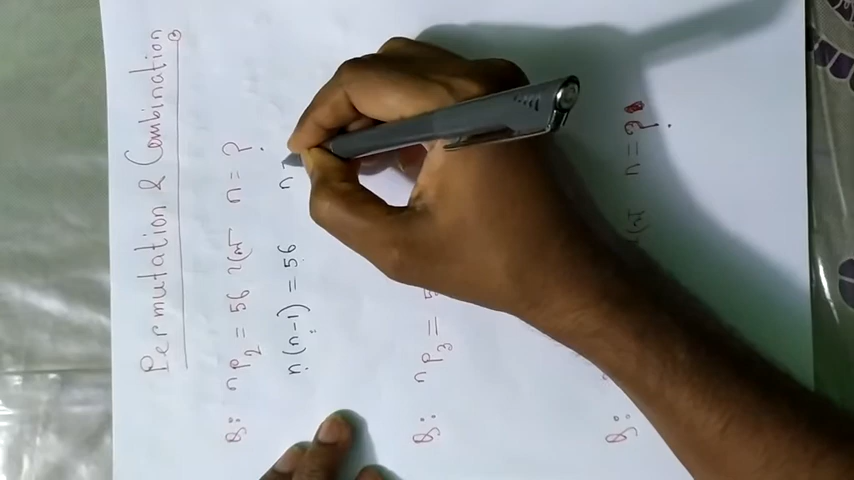 Permutation & Combination
Q: nP2 = 56 হলে n = ?
n(n-1) = 56 n
Q: nP3 =
n = ?
Q: